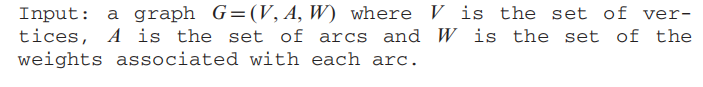 Input: a graph G=(V, A, W) where V is the set of ver-
tices, A is the set of arcs and W is the set of the
weights associated with each arc.